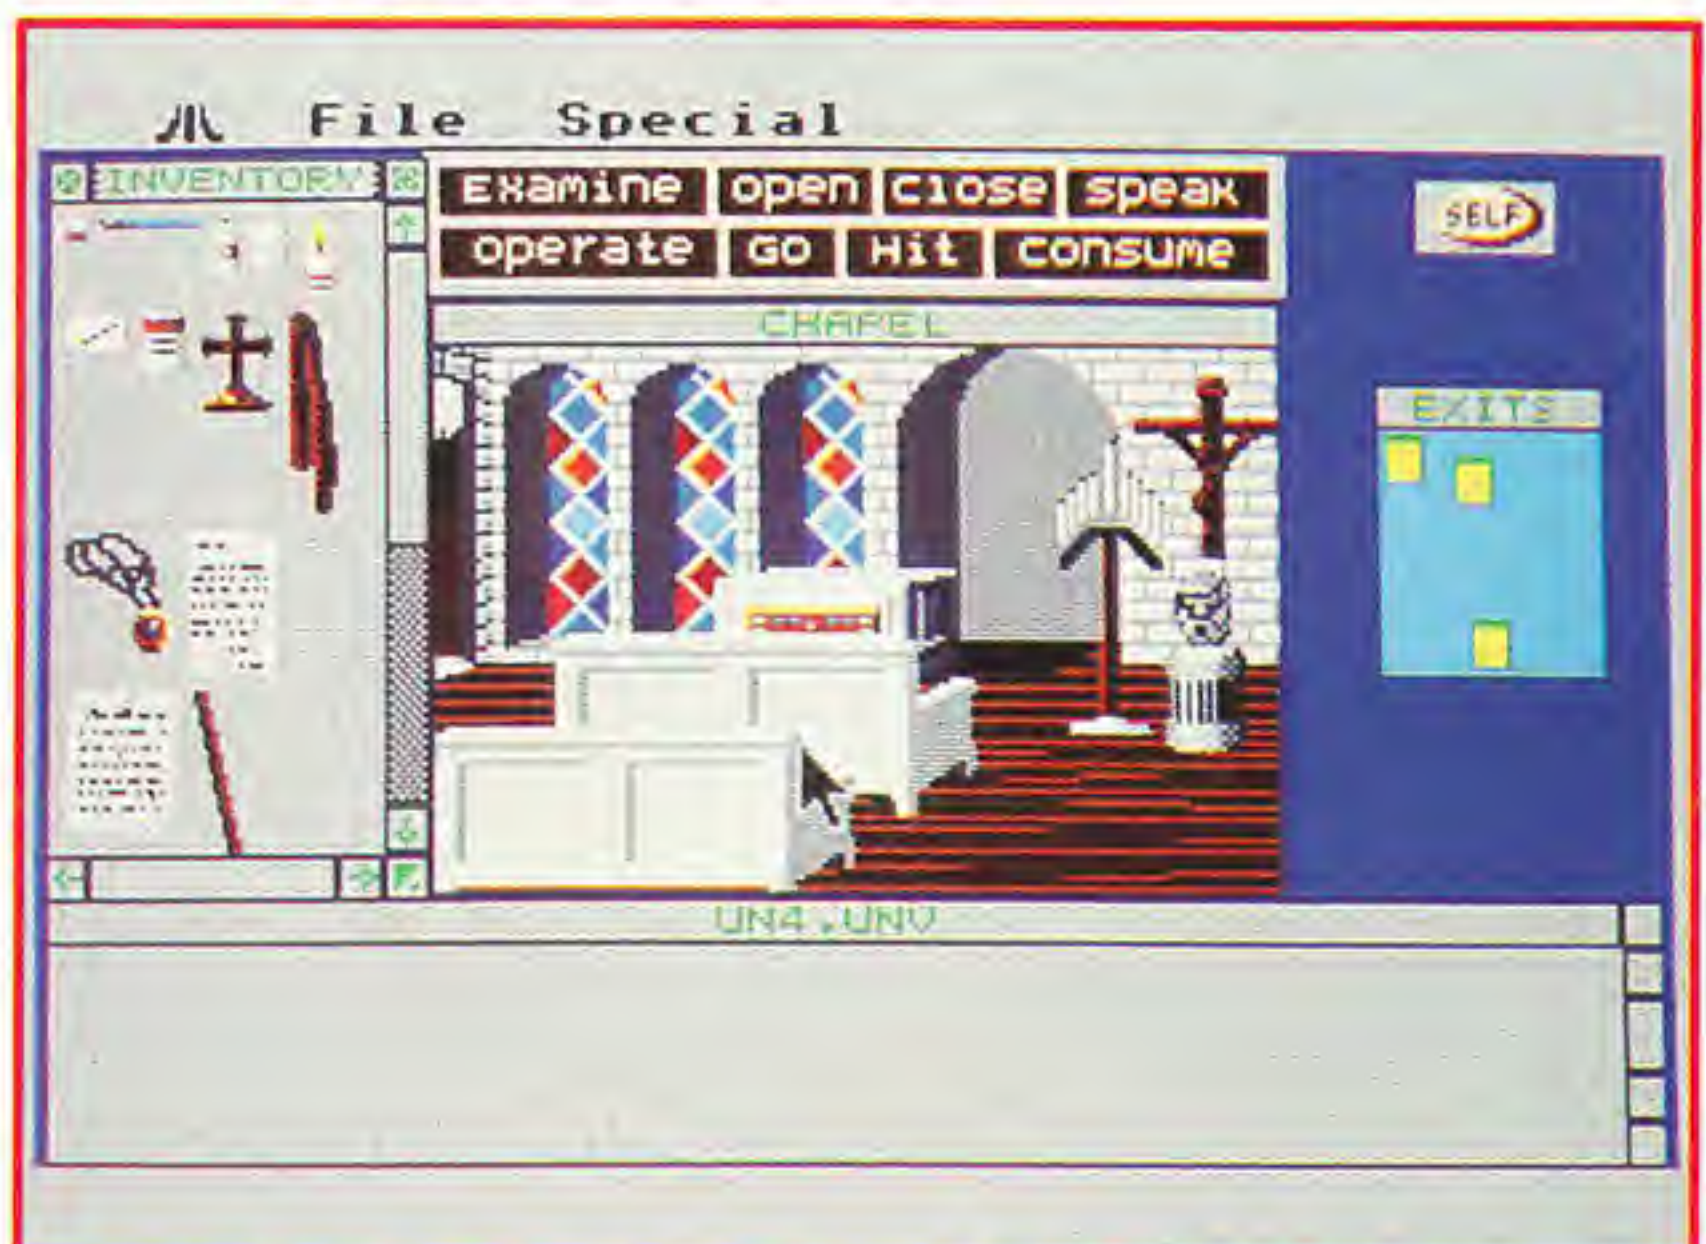 File Special
INVENTORY
Examine open close speak
operate GO Hit consume
SELF
CHAPEL
EXITS
UN4.UNV